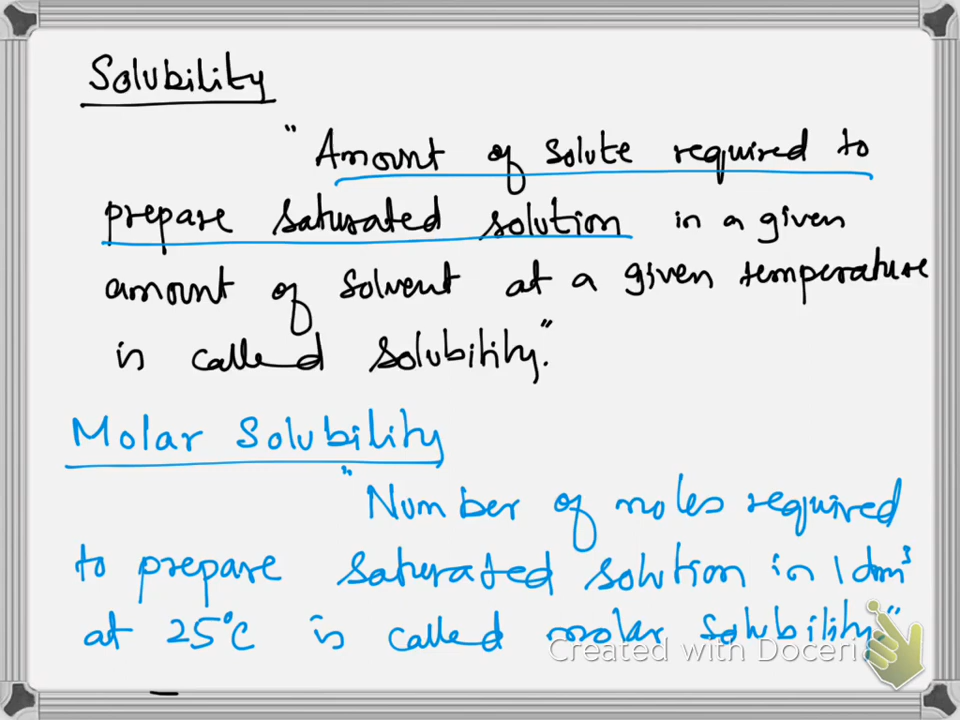 Solubility
" Amount of solute required to
prepare saturated solution in a given
amount of solvent at a given temperature
is called solubility."
Molar Solubility
" Number of moles required
to prepare saturated solution in 1 dm³
at 25°C is called molar solubility."
Created with Doceri